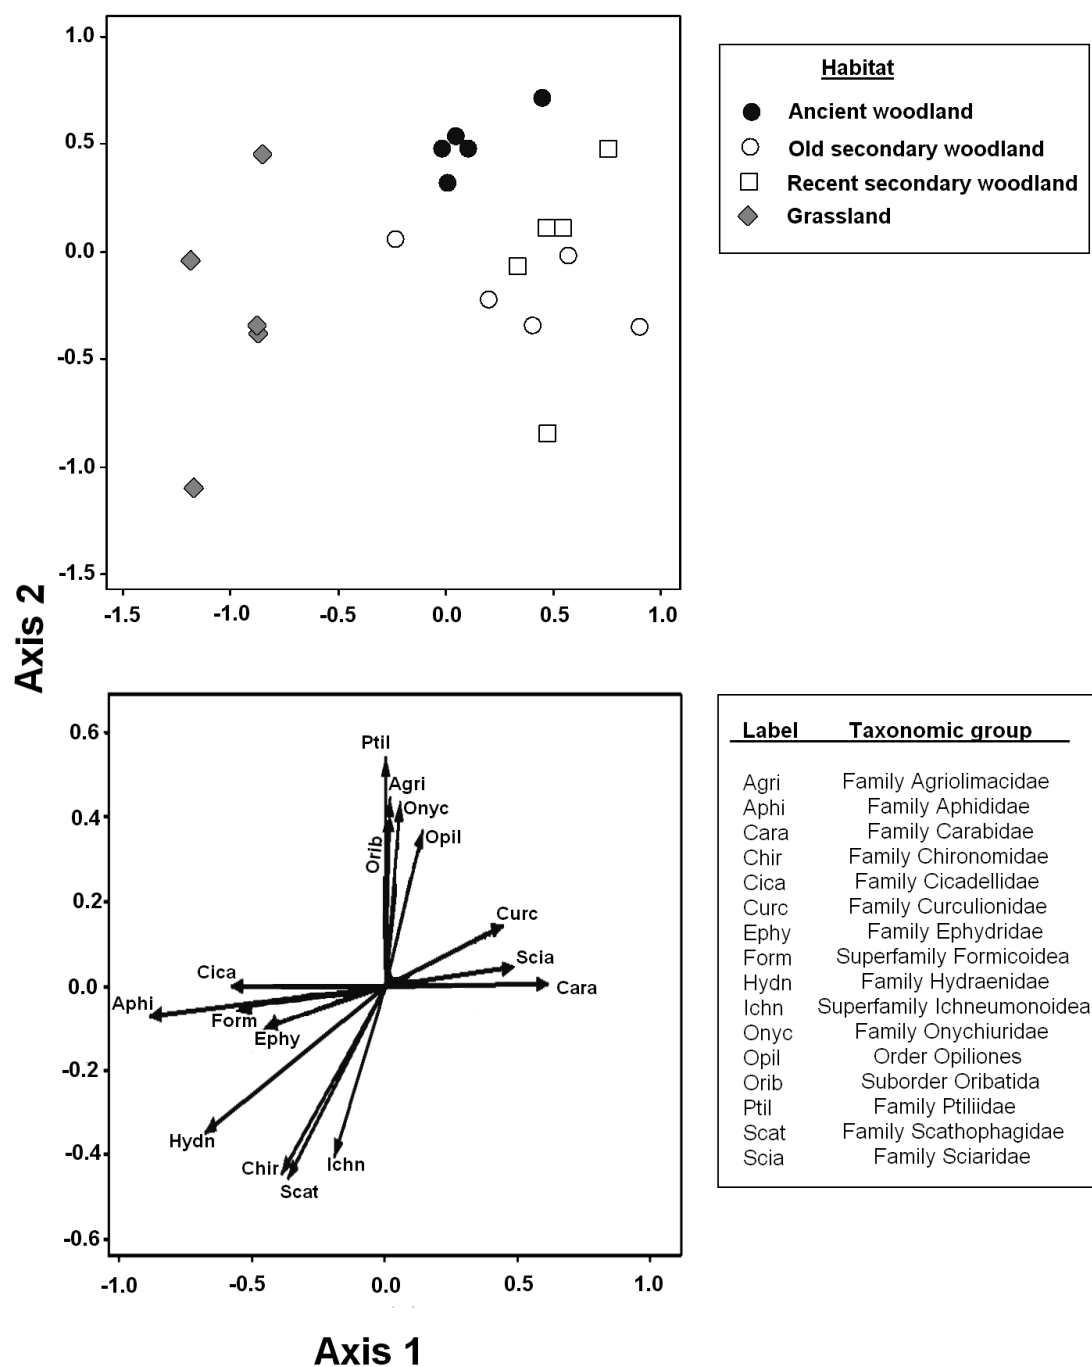 1.0
0.5
0.0
-0.5
-1.0
-1.5
-1.5 -1.0 -0.5 0.0 0.5 1.0
Habitat
Ancient woodland
Old secondary woodland
Recent secondary woodland
Grassland
Axis 2
0.6
0.4
0.2
0.0
-0.2
-0.4
-0.6
-1.0 -0.5 0.0 0.5 1.0
Ptil
Agri
Onyc
Orib
Opil
Curc
Scia
Cara
Cica
Aphi
Form
Ephy
Hydn
Chir
Scat
Ichn
Axis 1
Label Taxonomic group
Agri Family Agriolimacidae
Aphi Family Aphididae
Cara Family Carabidae
Chir Family Chironomidae
Cica Family Cicadellidae
Curc Family Curculionidae
Ephy Family Ephydridae
Form Superfamily Formicoidea
Hydn Family Hydraenidae
Ichn Superfamily Ichneumonoidea
Onyc Family Onychiuridae
Opil Order Opiliones
Orib Suborder Oribatida
Ptil Family Ptiliidae
Scat Family Scathophagidae
Scia Family Sciaridae